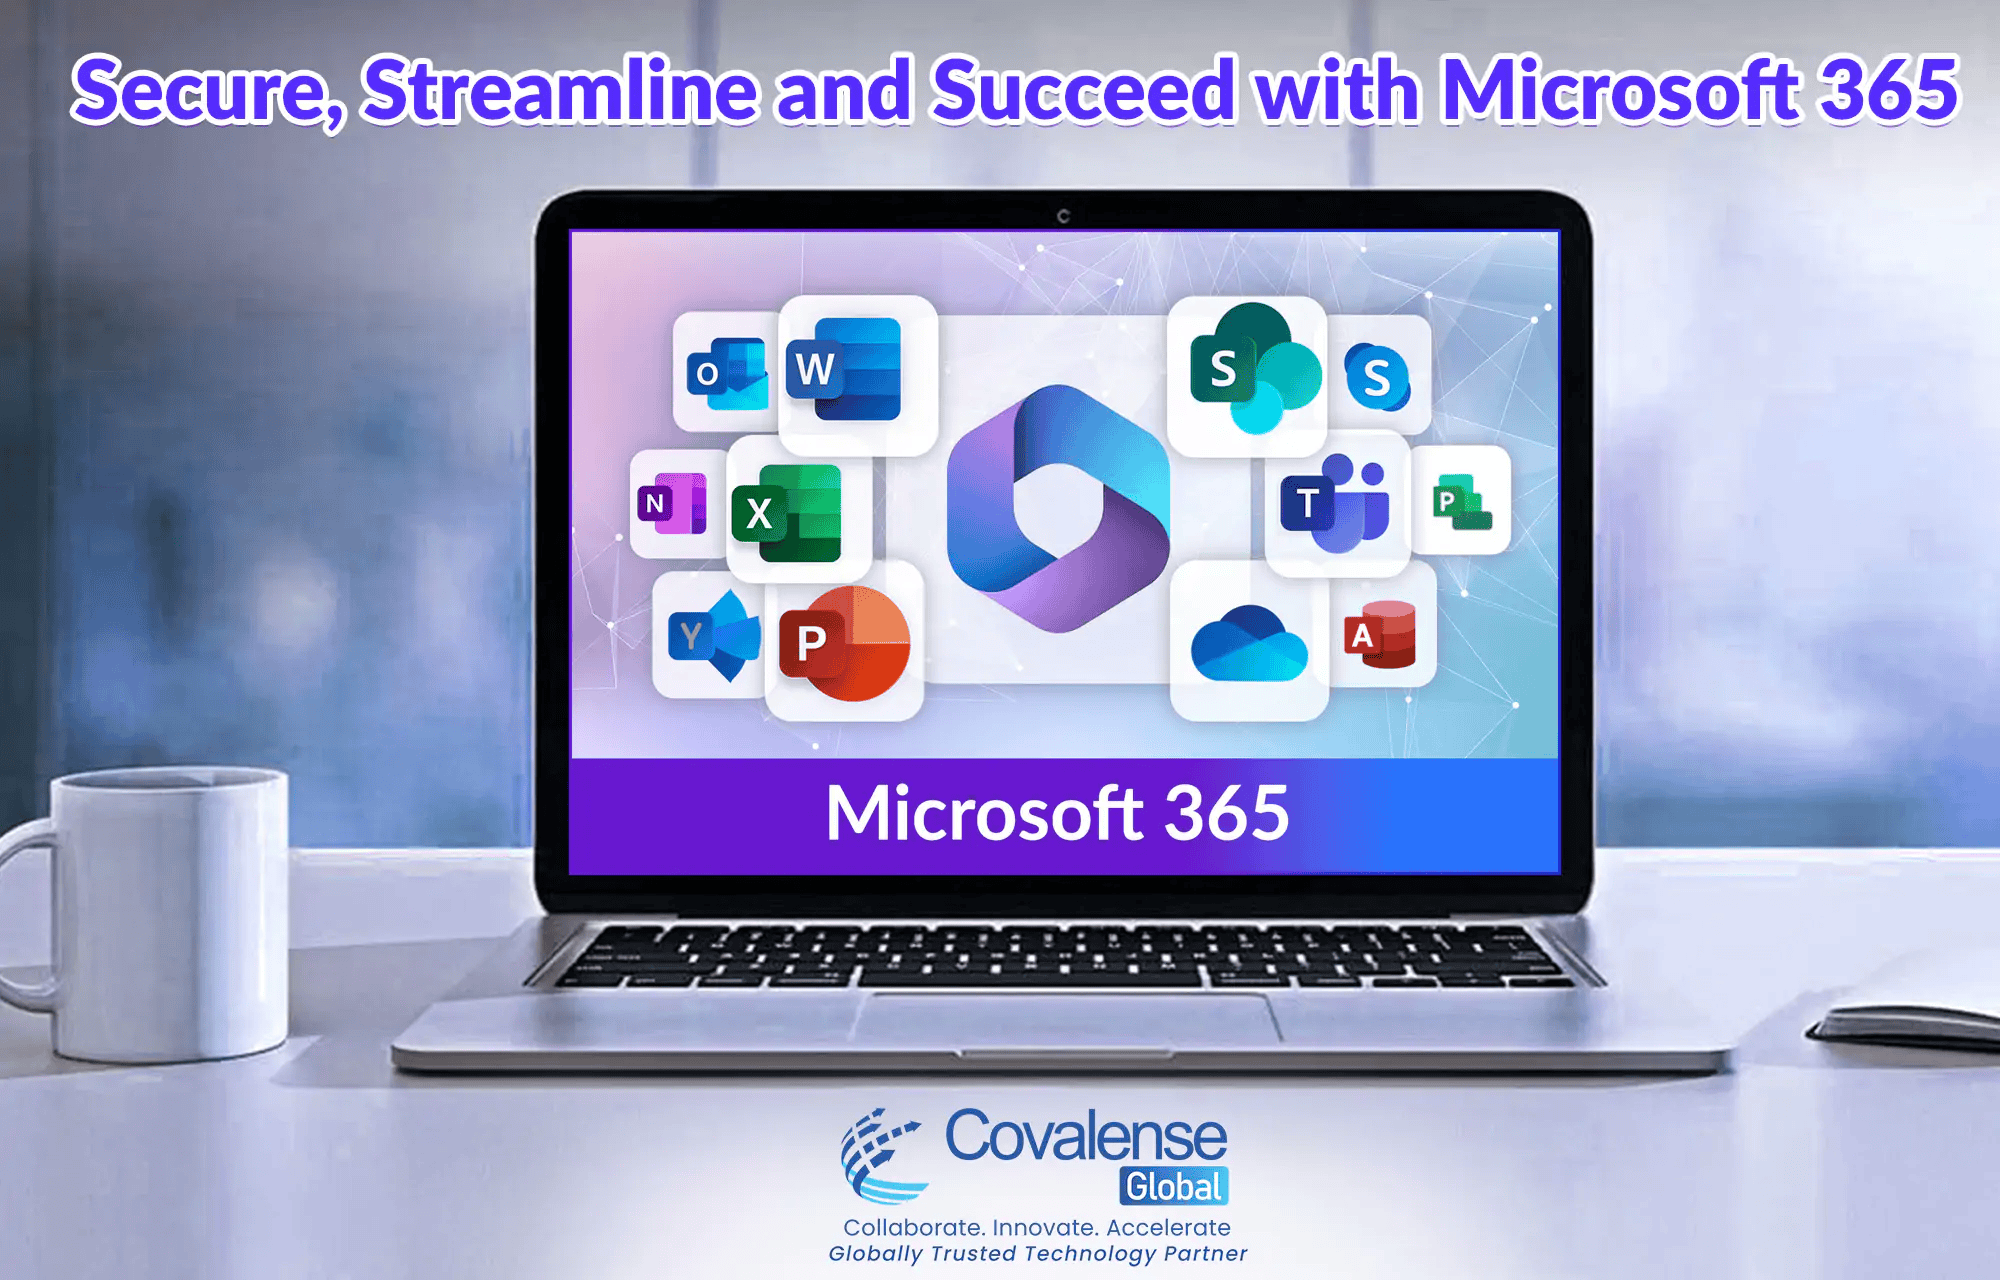 Secure, Streamline and Succeed with Microsoft 365
O
W
S
S
N
X
T
P
Y
P
A
Microsoft 365
Covalense
Global
Collaborate. Innovate. Accelerate
Globally Trusted Technology Partner